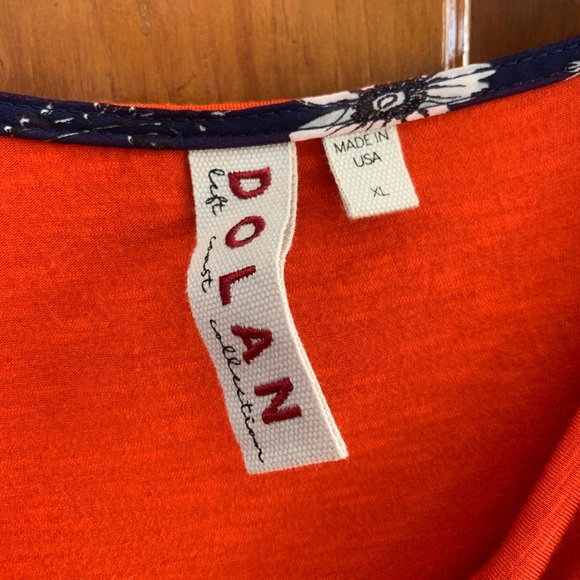 DOLAN
left coast collection
MADE IN
USA
XL